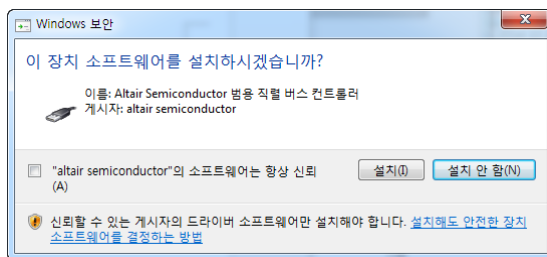 Windows 보안
이 장치 소프트웨어를 설치하시겠습니까?
이름: Altair Semiconductor 범용 직렬 버스 컨트롤러
게시자: altair semiconductor
"altair semiconductor"의 소프트웨어는 항상 신뢰
(A)
설치(I)
설치 안 함(N)
신뢰할 수 있는 게시자의 드라이버 소프트웨어만 설치해야 합니다. 설치해도 안전한 장치
소프트웨어를 결정하는 방법